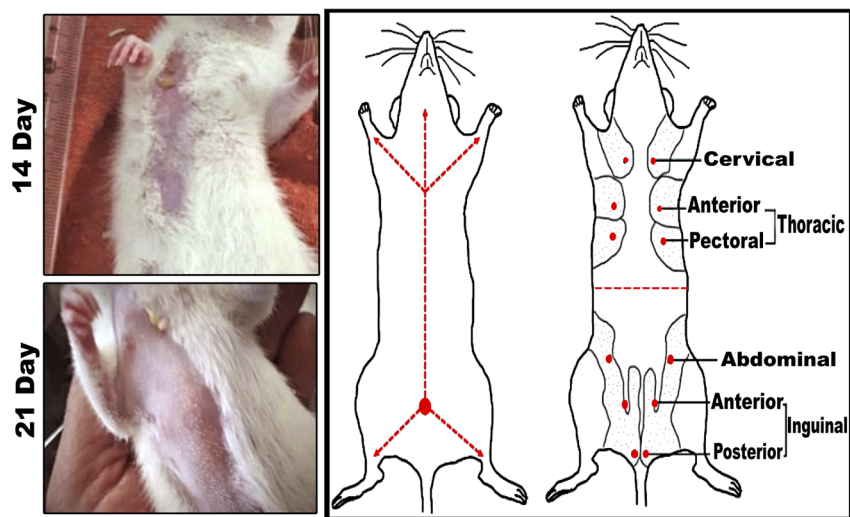 14 Day
21 Day
Cervical
Anterior
Thoracic
Pectoral
Abdominal
Anterior
Inguinal
Posterior